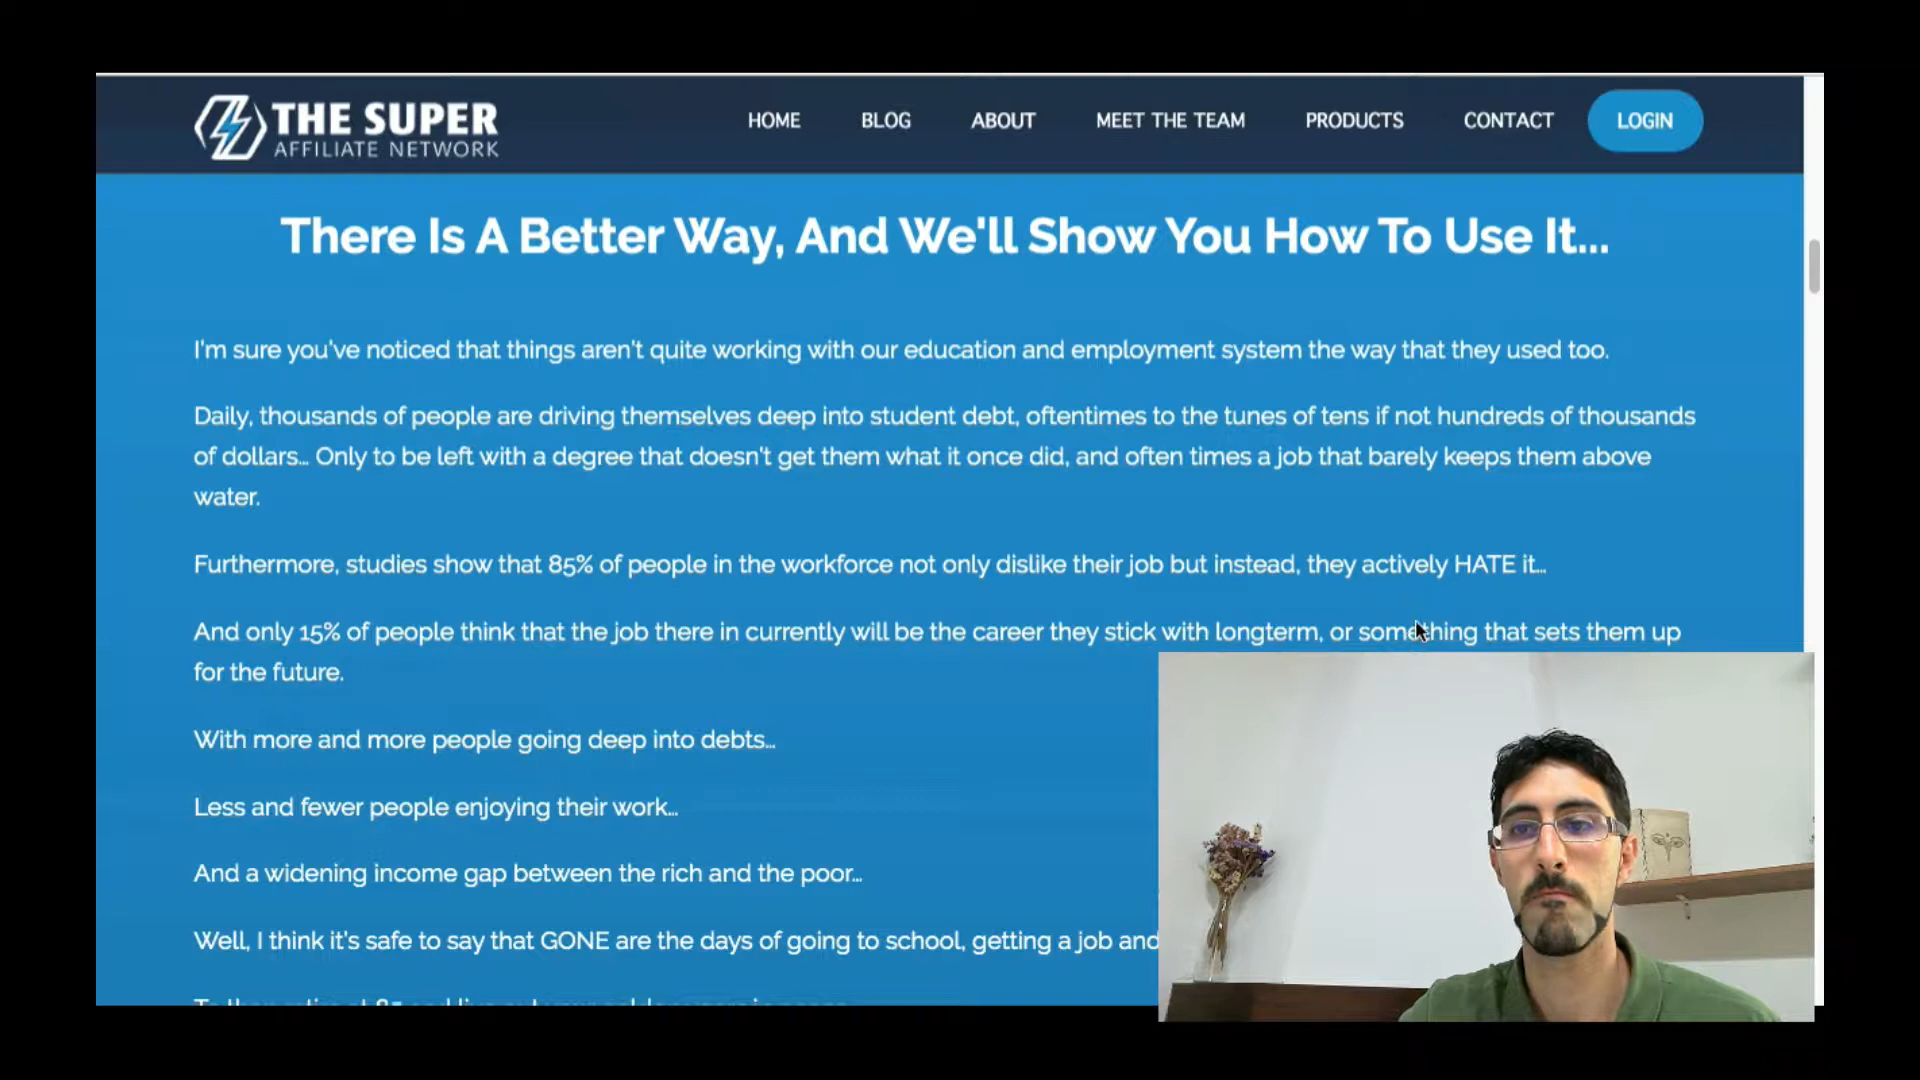 THE SUPER
AFFILIATE NETWORK
HOME BLOG ABOUT MEET THE TEAM PRODUCTS CONTACT LOGIN
There Is A Better Way, And We'll Show You How To Use It...
I'm sure you've noticed that things aren't quite working with our education and employment system the way that they used too.
Daily, thousands of people are driving themselves deep into student debt, oftentimes to the tunes of tens if not hundreds of thousands
of dollars... Only to be left with a degree that doesn't get them what it once did, and often times a job that barely keeps them above
water.
Furthermore, studies show that 85% of people in the workforce not only dislike their job but instead, they actively HATE it...
And only 15% of people think that the job there in currently will be the career they stick with longterm, or something that sets them up
for the future.
With more and more people going deep into debts...
Less and fewer people enjoying their work...
And a widening income gap between the rich and the poor...
Well, I think it's safe to say that GONE are the days of going to school, getting a job and